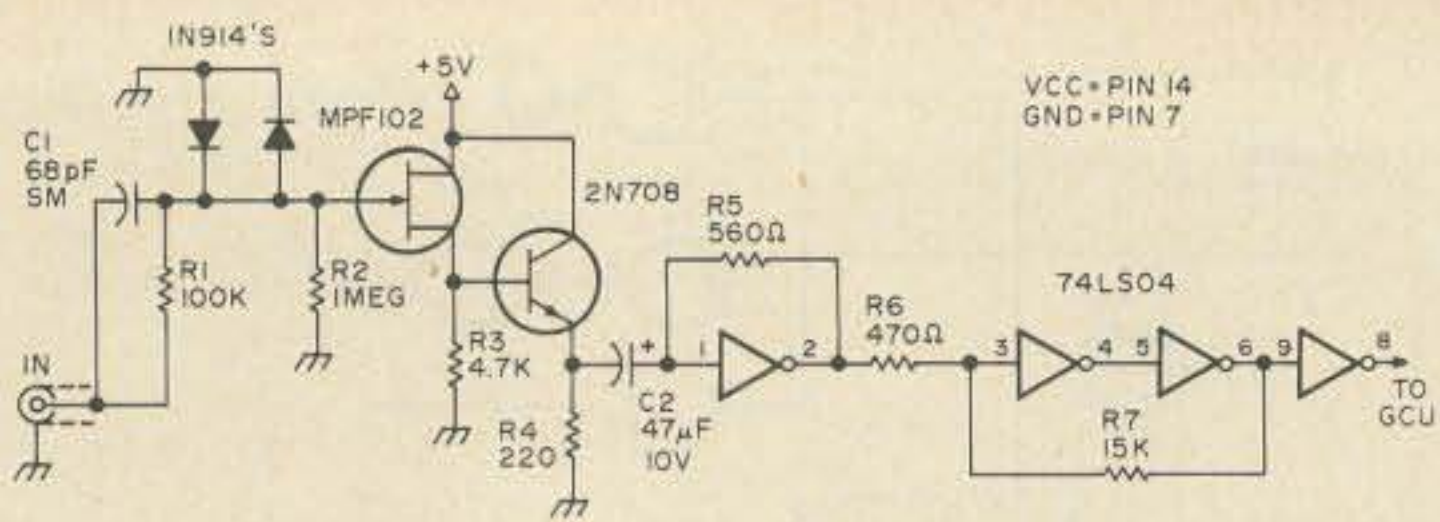 IN914'S
+5V
VCC = PIN 14
GND = PIN 7
MPF102
C1
68pF
SM
2N708
R5
560Ω
R1
100K
R2
1MEG
74LS04
R6
470Ω
R3
4.7K
IN
+
1
2
3
4
5
6
9
8
TO
GCU
C2
47µF
10V
R4
220
R7
15K